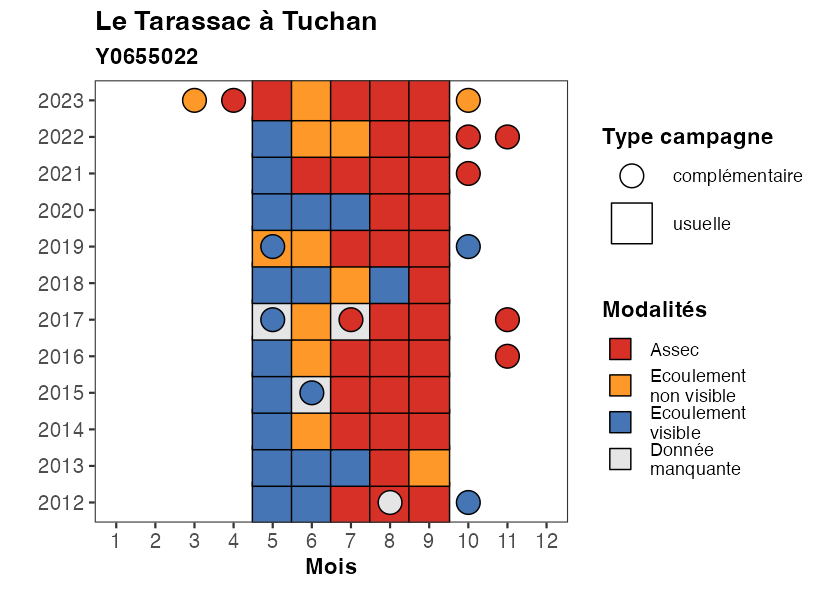 Le Tarassac à Tuchan
Y0655022
2023
2022
2021
2020
2019
2018
2017
2016
2015
2014
2013
2012
1 2 3 4 5 6 7 8 9 10 11 12
Mois
Type campagne
complémentaire
usuelle
Modalités
Assec
Ecoulement
non visible
Ecoulement
visible
Donnée
manquante